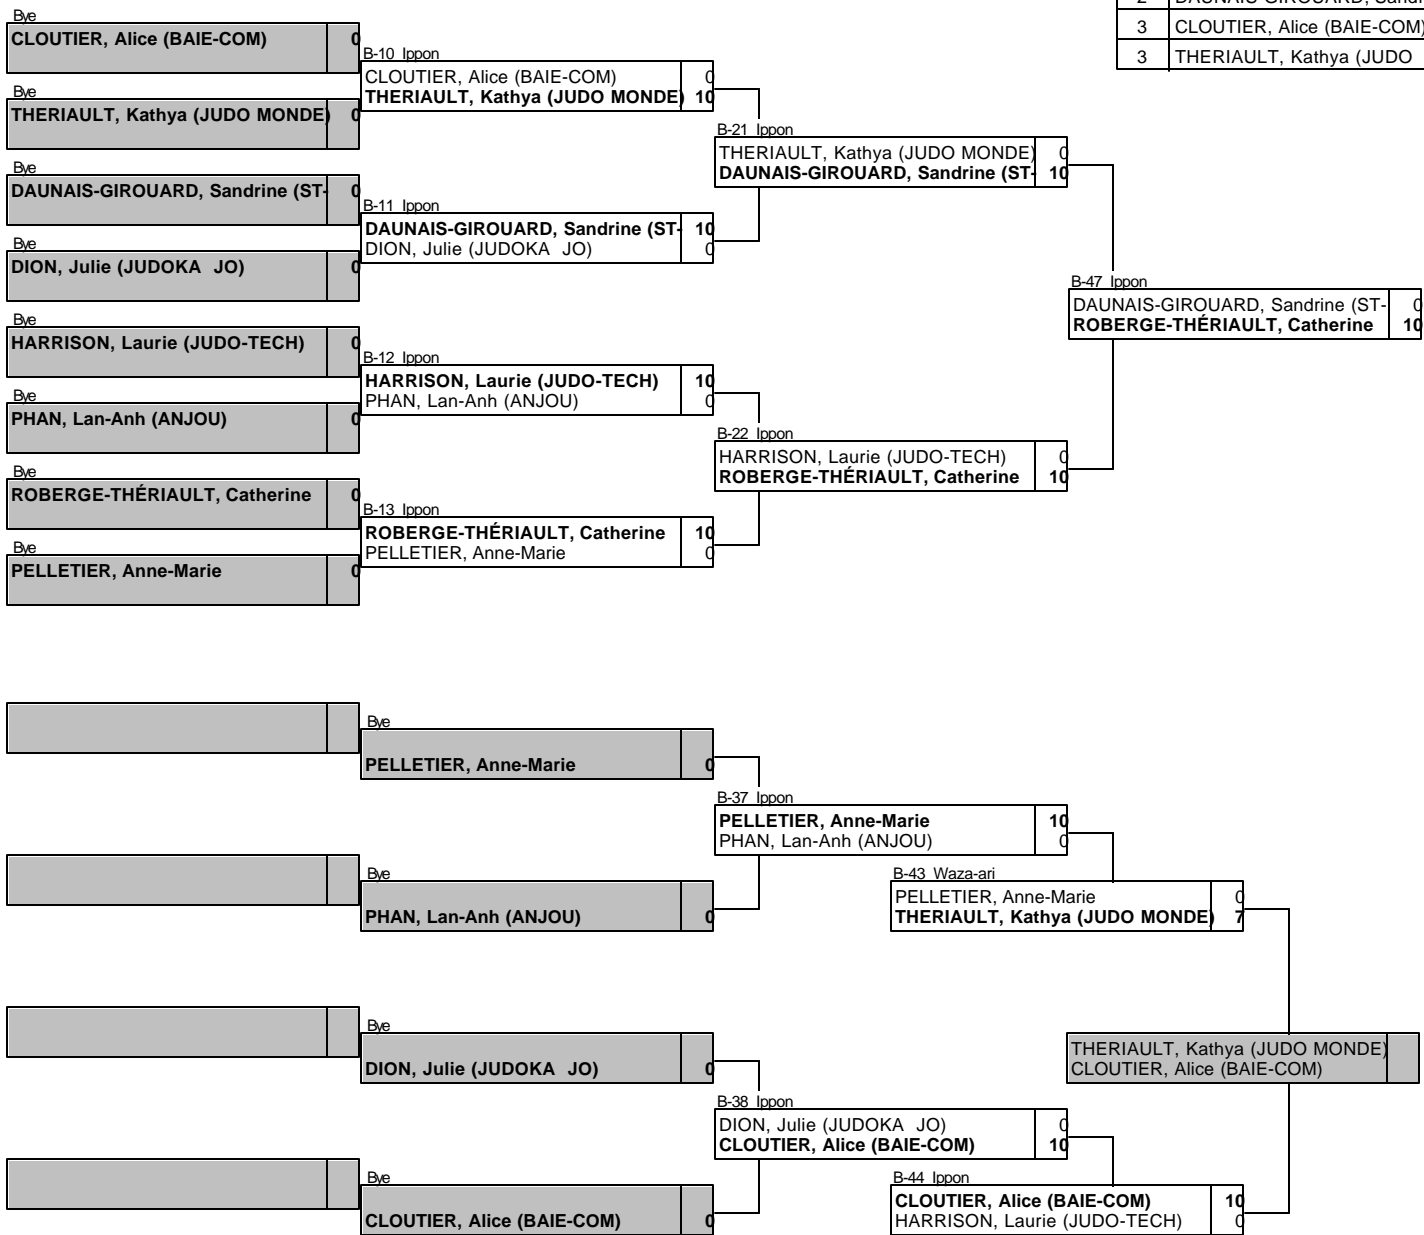 2 DAUNAIS-GIROUARD,
3 CLOUTIER, Alice (BAIE-COM)
3 THERIAULT, Kathya (JUDO
Bye
CLOUTIER, Alice (BAIE-COM) 0
Bye
THERIAULT, Kathya (JUDO MONDE) 0
Bye
DAUNAIS-GIROUARD, Sandrine (ST- 0
Bye
DION, Julie (JUDOKA JO) 0
Bye
HARRISON, Laurie (JUDO-TECH) 0
Bye
PHAN, Lan-Anh (ANJOU) 0
Bye
ROBERGE-THÉRIAULT, Catherine 0
Bye
PELLETIER, Anne-Marie 0
B-10 Ippon
CLOUTIER, Alice (BAIE-COM) 0
THERIAULT, Kathya (JUDO MONDE) 10
B-11 Ippon
DAUNAIS-GIROUARD, Sandrine (ST- 10
DION, Julie (JUDOKA JO) 0
B-12 Ippon
HARRISON, Laurie (JUDO-TECH) 10
PHAN, Lan-Anh (ANJOU) 0
B-13 Ippon
ROBERGE-THÉRIAULT, Catherine 10
PELLETIER, Anne-Marie 0
B-21 Ippon
THERIAULT, Kathya (JUDO MONDE) 0
DAUNAIS-GIROUARD, Sandrine (ST- 10
B-22 Ippon
HARRISON, Laurie (JUDO-TECH) 0
ROBERGE-THÉRIAULT, Catherine 10
B-47 Ippon
DAUNAIS-GIROUARD, Sandrine (ST- 0
ROBERGE-THÉRIAULT, Catherine 10
Bye
PELLETIER, Anne-Marie 0
Bye
PHAN, Lan-Anh (ANJOU) 0
Bye
DION, Julie (JUDOKA JO) 0
Bye
CLOUTIER, Alice (BAIE-COM) 0
B-37 Ippon
PELLETIER, Anne-Marie 10
PHAN, Lan-Anh (ANJOU) 0
B-38 Ippon
DION, Julie (JUDOKA JO) 0
CLOUTIER, Alice (BAIE-COM) 10
B-43 Waza-ari
PELLETIER, Anne-Marie 0
THERIAULT, Kathya (JUDO MONDE) 7
B-44 Ippon
CLOUTIER, Alice (BAIE-COM) 10
HARRISON, Laurie (JUDO-TECH) 0
THERIAULT, Kathya (JUDO MONDE)
CLOUTIER, Alice (BAIE-COM)